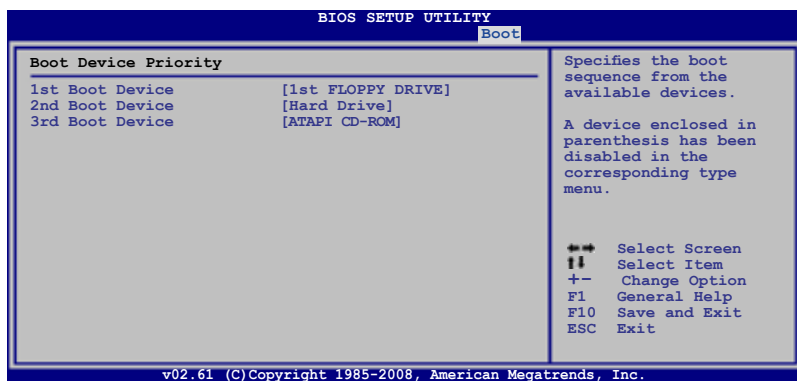 BIOS SETUP UTILITY
Boot
Boot Device Priority
1st Boot Device [1st FLOPPY DRIVE]
2nd Boot Device [Hard Drive]
3rd Boot Device [ATAPI CD-ROM]
Specifies the boot
sequence from the
available devices.
A device enclosed in
parenthesis has been
disabled in the
corresponding type
menu.
←→ Select Screen
↑↓ Select Item
+- Change Option
F1 General Help
F10 Save and Exit
ESC Exit
v02.61 (C)Copyright 1985-2008, American Megatrends, Inc.